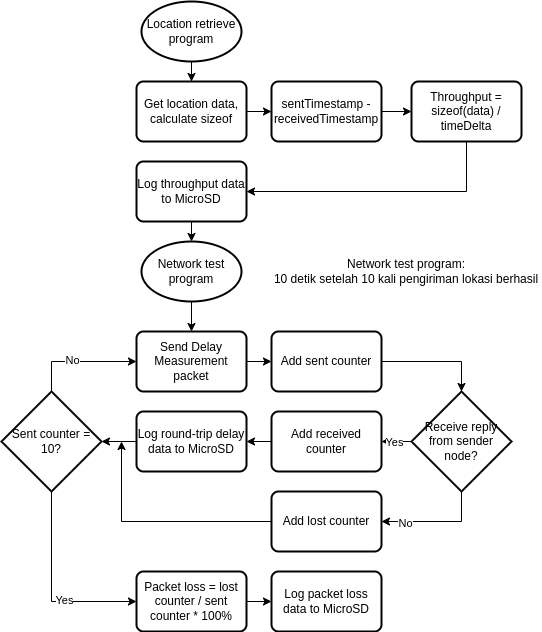 Location retrieve
program
Get location data,
calculate sizeof
sentTimestamp -
receivedTimestamp
Throughput =
sizeof(data) /
timeDelta
Log throughput data
to MicroSD
Network test
program
Network test program:
10 detik setelah 10 kali pengiriman lokasi berhasil
No
Send Delay
Measurement
packet
Add sent counter
Sent counter =
10?
Log round-trip delay
data to MicroSD
Add received
counter
Yes
Receive reply
from sender
node?
Add lost counter
No
Yes
Packet loss = lost
counter / sent
counter * 100%
Log packet loss
data to MicroSD